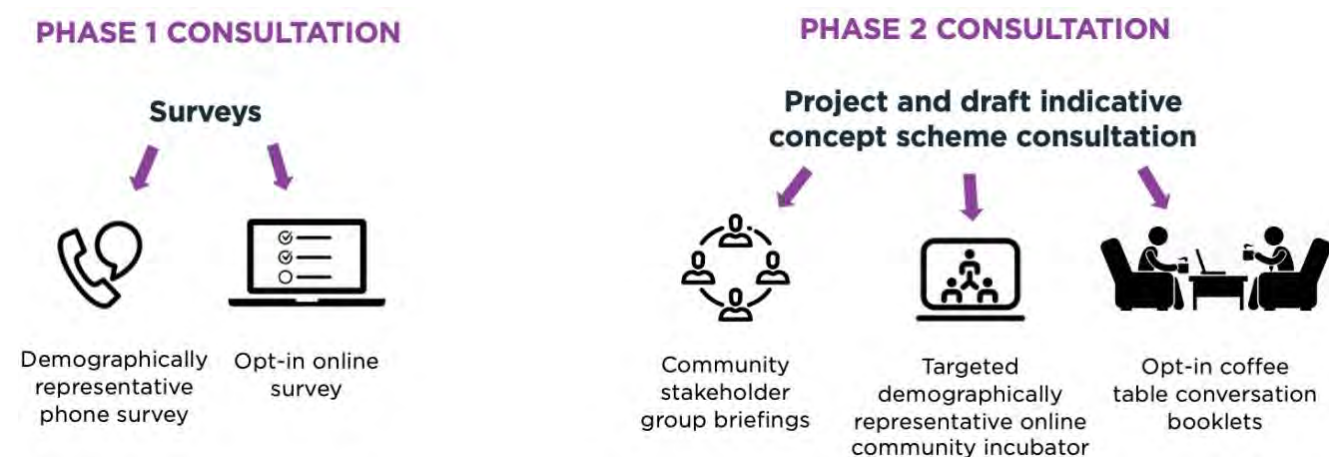 PHASE 1 CONSULTATION
Surveys
Demographically
representative
phone survey
Opt-in online
survey
PHASE 2 CONSULTATION
Project and draft indicative
concept scheme consultation
Community
stakeholder
group briefings
Targeted
demographically
representative online
community incubator
Opt-in coffee
table conversation
booklets